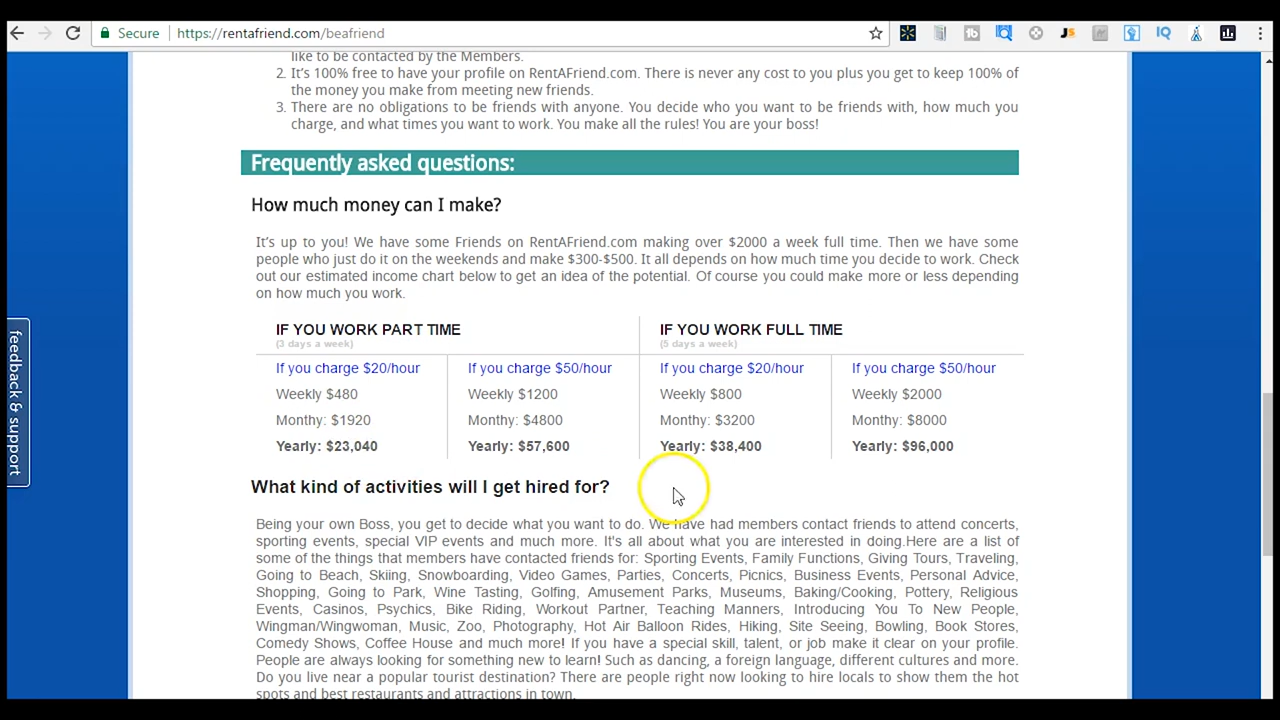 Secure
https://rentafriend.com/beafriend
like to be contacted by the Members.
2. It's 100% free to have your profile on RentAFriend.com. There is never any cost to you plus you get to keep 100% of
the money you make from meeting new friends.
3. There are no obligations to be friends with anyone. You decide who you want to be friends with, how much you
charge, and what times you want to work. You make all the rules! You are your boss!
Frequently asked questions:
How much money can I make?
It's up to you! We have some Friends on RentAFriend.com making over $2000 a week full time. Then we have some
people who just do it on the weekends and make $300-$500. It all depends on how much time you decide to work. Check
out our estimated income chart below to get an idea of the potential. Of course you could make more or less depending
on how much you work.
IF YOU WORK PART TIME
(3 days a week)
If you charge $20/hour
Weekly $480
Monthy: $1920
Yearly: $23,040
If you charge $50/hour
Weekly $1200
Monthy: $4800
Yearly: $57,600
IF YOU WORK FULL TIME
(5 days a week)
If you charge $20/hour
Weekly $800
Monthy: $3200
Yearly: $38,400
If you charge $50/hour
Weekly $2000
Monthy: $8000
Yearly: $96,000
What kind of activities will I get hired for?
Being your own Boss, you get to decide what you want to do. We have had members contact friends to attend concerts,
sporting events, special VIP events and much more. It's all about what you are interested in doing.Here are a list of
some of the things that members have contacted friends for: Sporting Events, Family Functions, Giving Tours, Traveling,
Going to Beach, Skiing, Snowboarding, Video Games, Parties, Concerts, Picnics, Business Events, Personal Advice,
Shopping, Going to Park, Wine Tasting, Golfing, Amusement Parks, Museums, Baking/Cooking, Pottery, Religious
Events, Casinos, Psychics, Bike Riding, Workout Partner, Teaching Manners, Introducing You To New People,
Wingman/Wingwoman, Music, Zoo, Photography, Hot Air Balloon Rides, Hiking, Site Seeing, Bowling, Book Stores,
Comedy Shows, Coffee House and much more! If you have a special skill, talent, or job make it clear on your profile.
People are always looking for something new to learn! Such as dancing, a foreign language, different cultures and more.
Do you live near a popular tourist destination? There are people right now looking to hire locals to show them the hot
spots and best restaurants and attractions in town.
feedback & support
JS
IQ